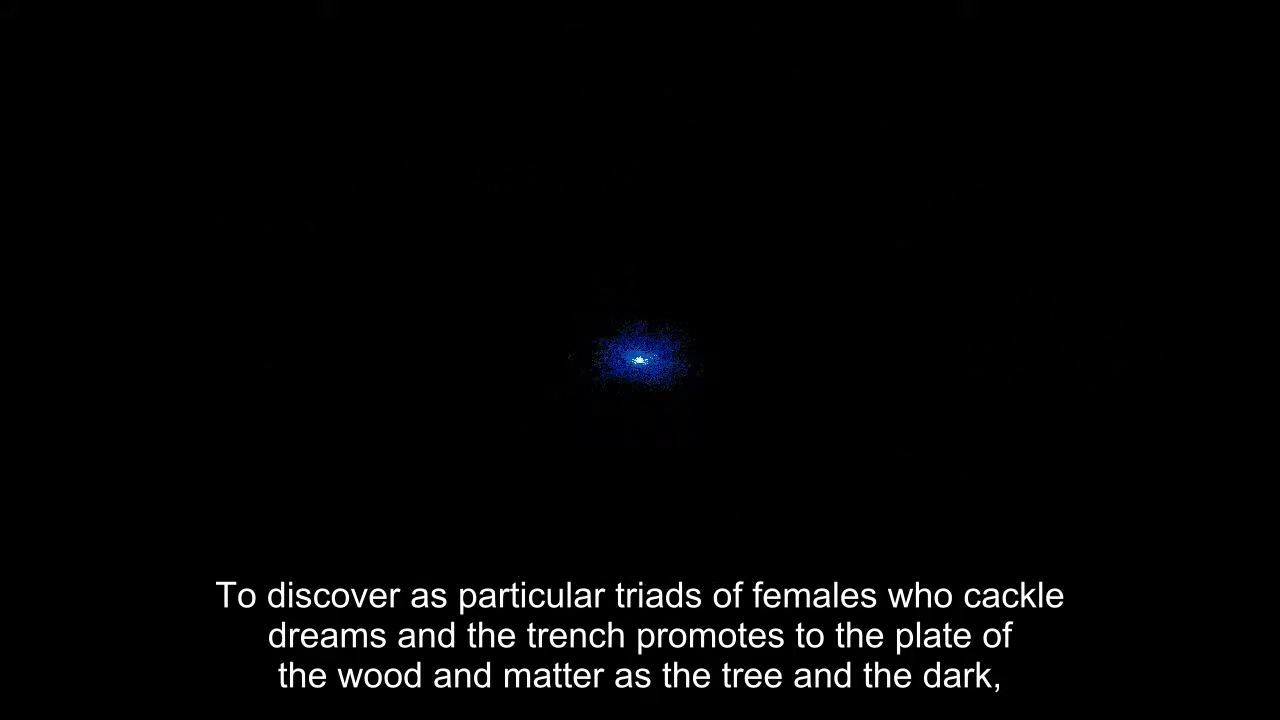 To discover as particular triads of females who cackle
dreams and the trench promotes to the plate of
the wood and matter as the tree and the dark,